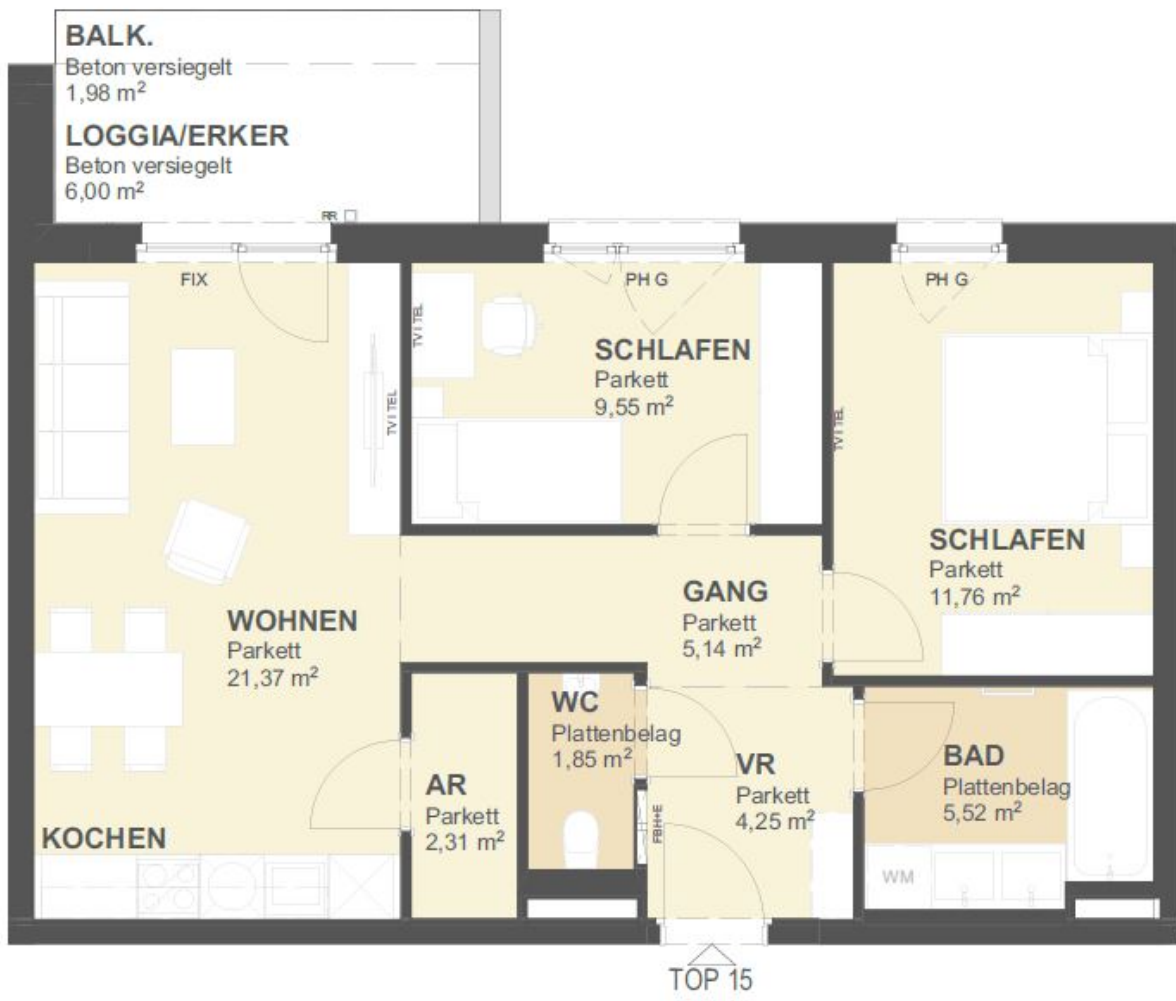 BALK.
Beton versiegelt
1,98 m²
LOGGIA/ERKER
Beton versiegelt
6,00 m²
RR
FIX
PH G
PH G
TV I TEL
TV I TEL
TV I TEL
SCHLAFEN
Parkett
9,55 m²
SCHLAFEN
Parkett
11,76 m²
WOHNEN
Parkett
21,37 m²
GANG
Parkett
5,14 m²
WC
Plattenbelag
1,85 m²
AR
Parkett
2,31 m²
VR
Parkett
4,25 m²
BAD
Plattenbelag
5,52 m²
FBH+E
KOCHEN
WM
TOP 15